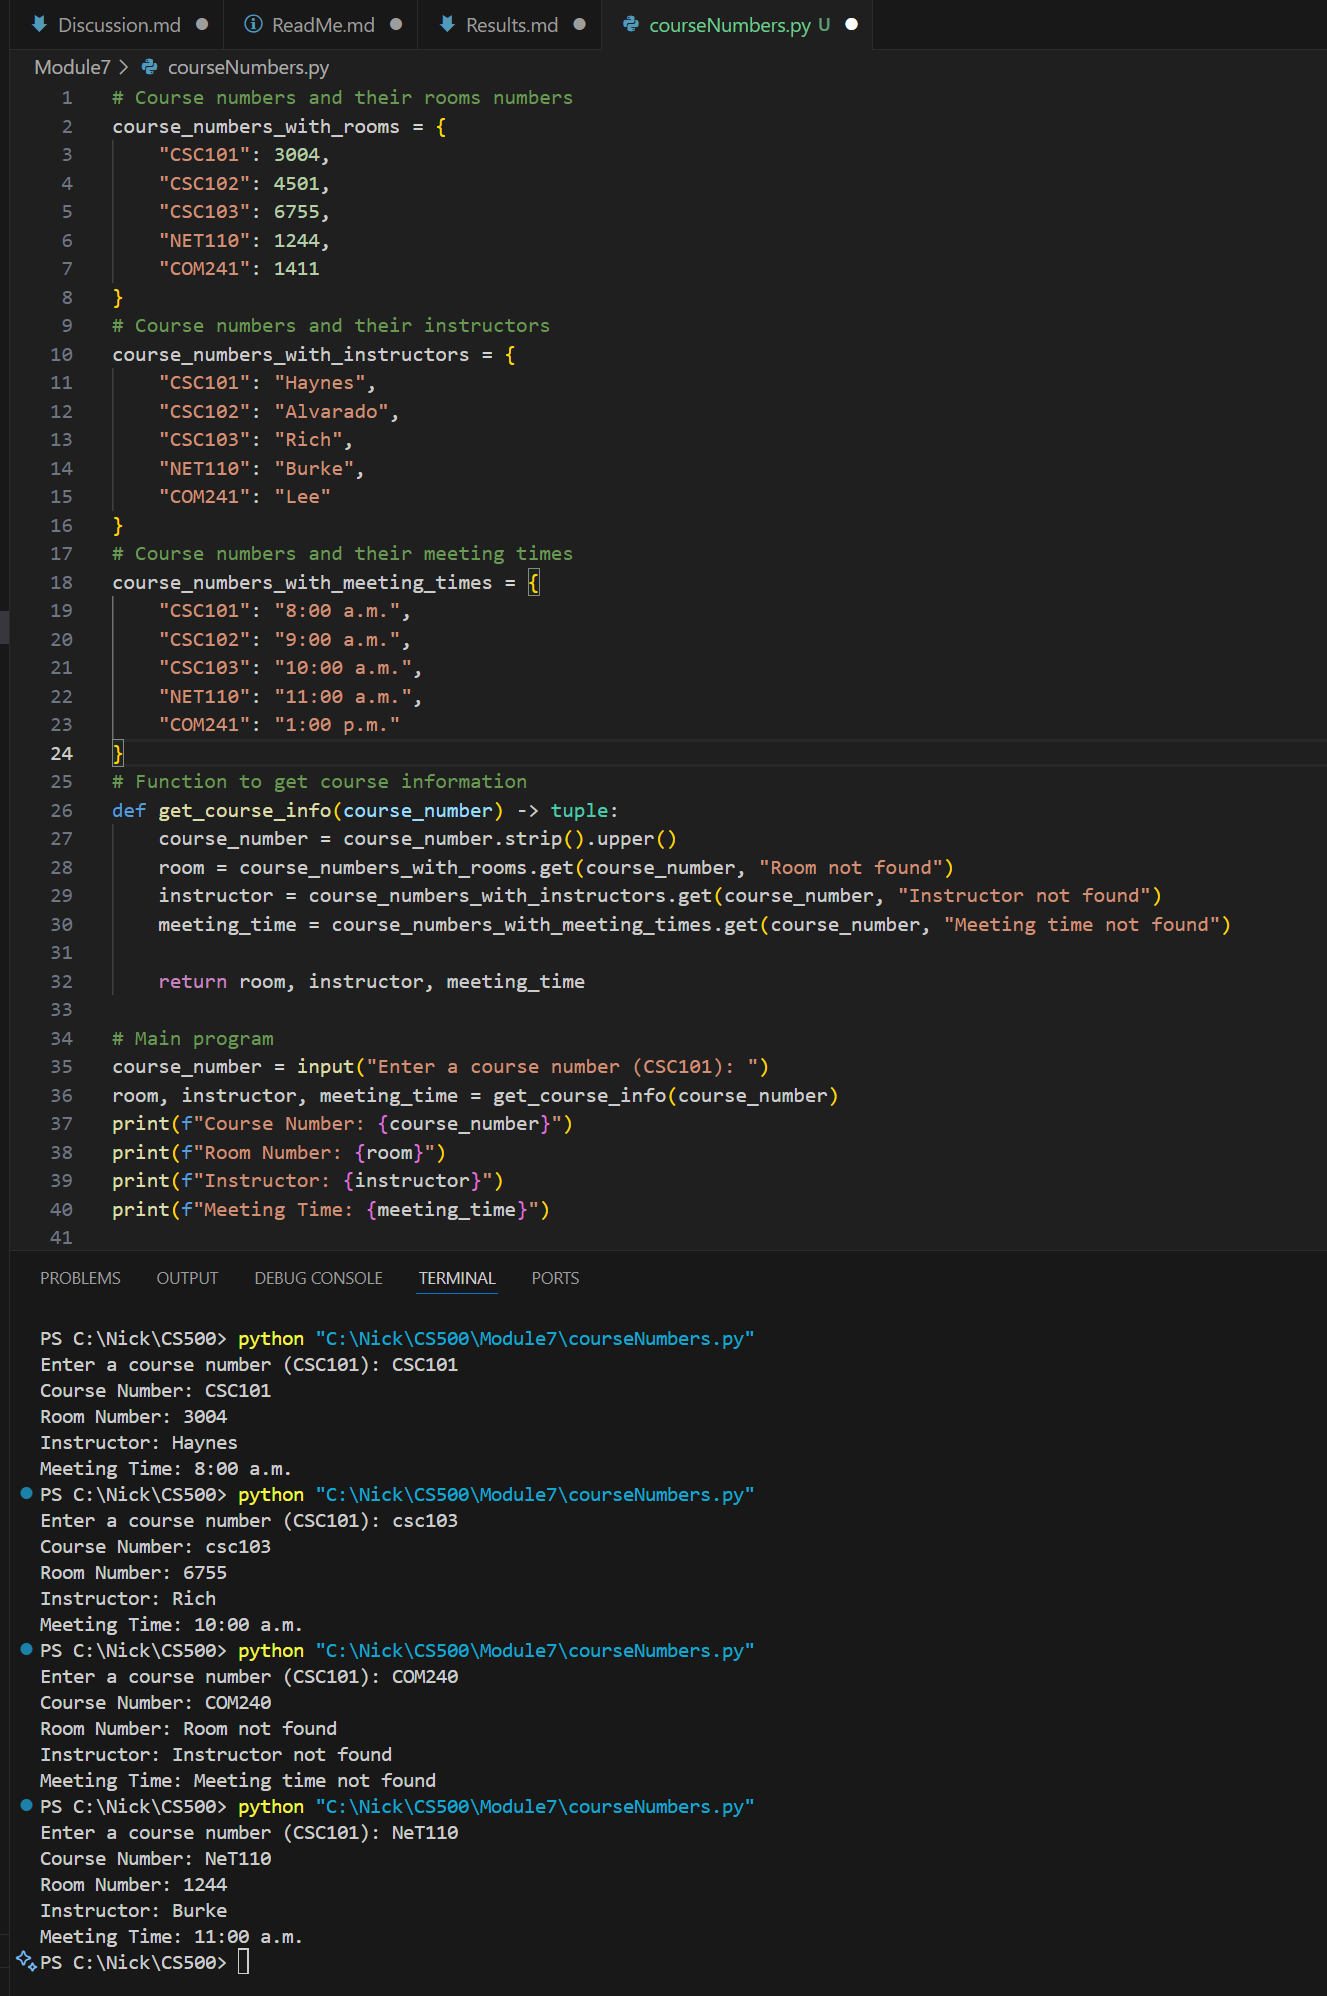 Discussion.md ReadMe.md Results.md courseNumbers.py U
Module7 > courseNumbers.py
1 # Course numbers and their rooms numbers
2 course_numbers_with_rooms = {
3     "CSC101": 3004,
4     "CSC102": 4501,
5     "CSC103": 6755,
6     "NET110": 1244,
7     "COM241": 1411
8 }
9 # Course numbers and their instructors
10 course_numbers_with_instructors = {
11     "CSC101": "Haynes",
12     "CSC102": "Alvarado",
13     "CSC103": "Rich",
14     "NET110": "Burke",
15     "COM241": "Lee"
16 }
17 # Course numbers and their meeting times
18 course_numbers_with_meeting_times = {
19     "CSC101": "8:00 a.m.",
20     "CSC102": "9:00 a.m.",
21     "CSC103": "10:00 a.m.",
22     "NET110": "11:00 a.m.",
23     "COM241": "1:00 p.m."
24 }
25 # Function to get course information
26 def get_course_info(course_number) -> tuple:
27     course_number = course_number.strip().upper()
28     room = course_numbers_with_rooms.get(course_number, "Room not found")
29     instructor = course_numbers_with_instructors.get(course_number, "Instructor not found")
30     meeting_time = course_numbers_with_meeting_times.get(course_number, "Meeting time not found")
31
32     return room, instructor, meeting_time
33
34 # Main program
35 course_number = input("Enter a course number (CSC101): ")
36 room, instructor, meeting_time = get_course_info(course_number)
37 print(f"Course Number: {course_number}")
38 print(f"Room Number: {room}")
39 print(f"Instructor: {instructor}")
40 print(f"Meeting Time: {meeting_time}")
41
PROBLEMS OUTPUT DEBUG CONSOLE TERMINAL PORTS
PS C:\Nick\CS500> python "C:\Nick\CS500\Module7\courseNumbers.py"
Enter a course number (CSC101): CSC101
Course Number: CSC101
Room Number: 3004
Instructor: Haynes
Meeting Time: 8:00 a.m.
PS C:\Nick\CS500> python "C:\Nick\CS500\Module7\courseNumbers.py"
Enter a course number (CSC101): csc103
Course Number: csc103
Room Number: 6755
Instructor: Rich
Meeting Time: 10:00 a.m.
PS C:\Nick\CS500> python "C:\Nick\CS500\Module7\courseNumbers.py"
Enter a course number (CSC101): COM240
Course Number: COM240
Room Number: Room not found
Instructor: Instructor not found
Meeting Time: Meeting time not found
PS C:\Nick\CS500> python "C:\Nick\CS500\Module7\courseNumbers.py"
Enter a course number (CSC101): NeT110
Course Number: NeT110
Room Number: 1244
Instructor: Burke
Meeting Time: 11:00 a.m.
PS C:\Nick\CS500>